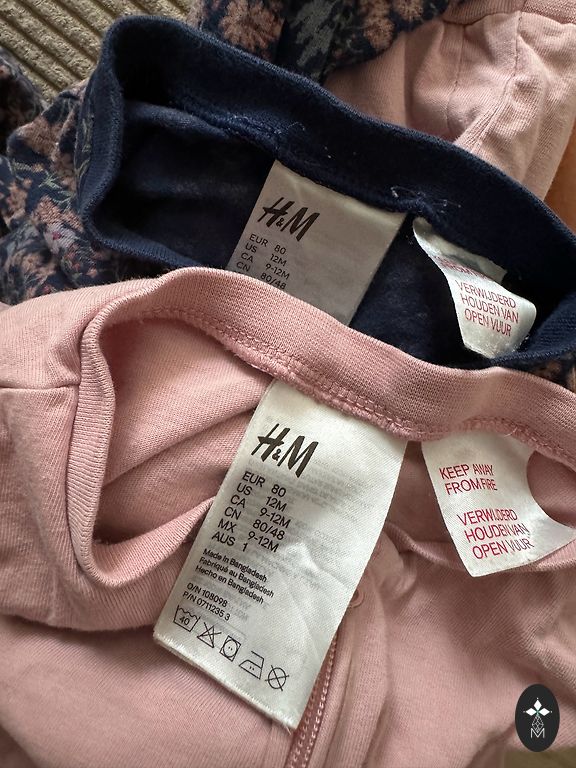 H&M
EUR 80
US 12M
CA 9-12M
CN 80/48
VERWIJDERD
HOUDEN VAN
OPEN VUUR
H&M
EUR 80
US 12M
CA 9-12M
CN 80/48
MX 9-12M
AUS 1
Made in Bangladesh
Fabriqué au Bangladesh
Hecho en Bangladesh
O/N 108098
P/N 0711235 3
40
KEEP AWAY
FROM FIRE
VERWIJDERD
HOUDEN VAN
OPEN VUUR
M